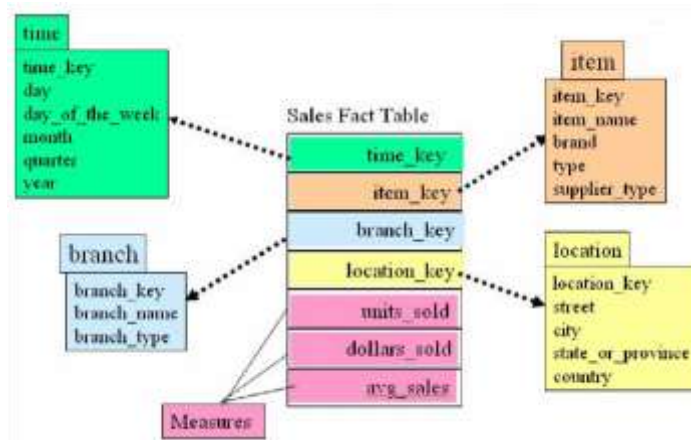 time
time_key
day
day_of_the_week
month
quarter
year
item
item_key
item_name
brand
type
supplier_type
Sales Fact Table
time_key
item_key
branch_key
location_key
units_sold
dollars_sold
avg_sales
Measures
branch
branch_key
branch_name
branch_type
location
location_key
street
city
state_or_province
country